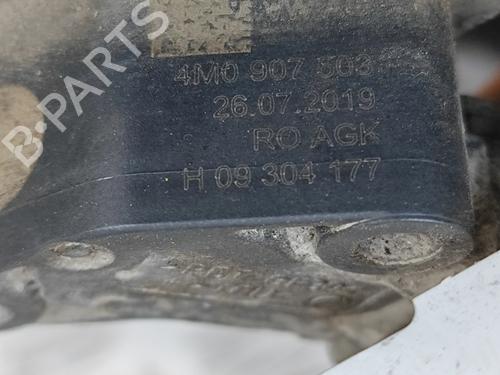 B-PARTS
4M0 907 503
26.07.2019
RO AGK
H 09 304 177